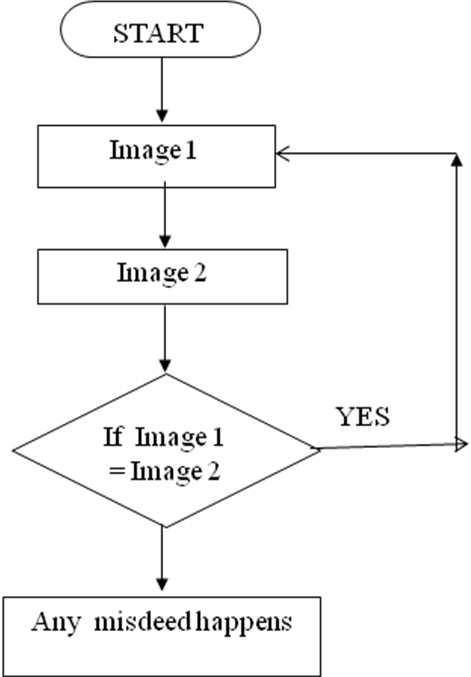 START
Image 1
Image 2
YES
If Image 1
= Image 2
Any misdeed happens